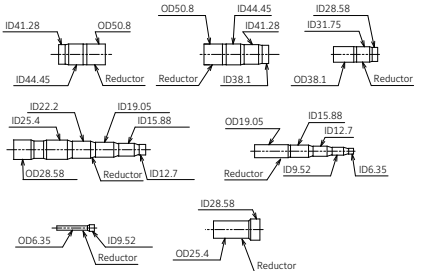 ID41.28
OD50.8
ID44.45
Reductor
OD50.8
ID44.45
ID41.28
Reductor
ID38.1
ID28.58
ID31.75
OD38.1
Reductor
ID22.2
ID19.05
ID25.4
ID15.88
OD28.58
Reductor
ID12.7
ID15.88
OD19.05
ID12.7
Reductor
ID9.52
ID6.35
OD6.35
ID9.52
Reductor
ID28.58
OD25.4
Reductor